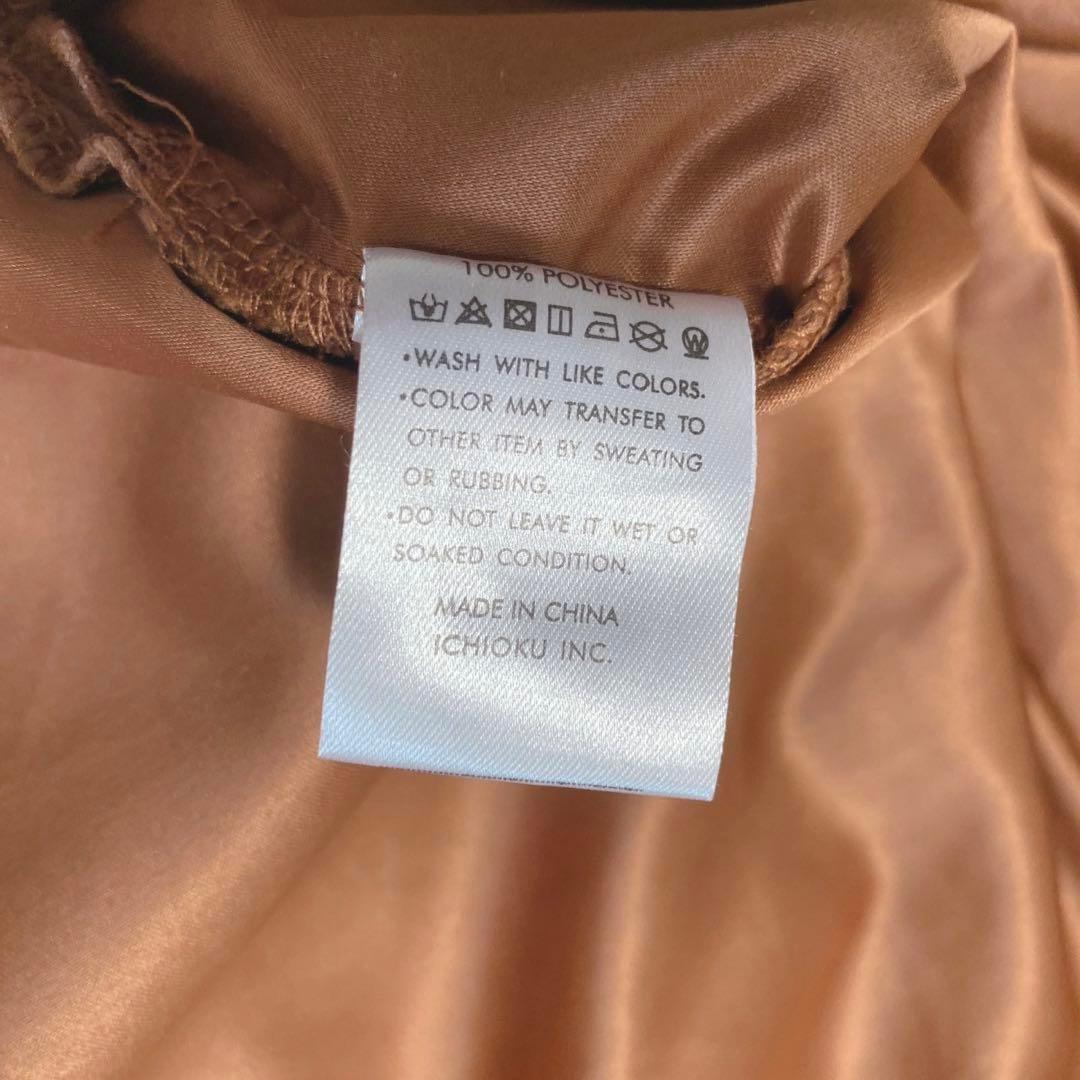 100% POLYESTER
W
•WASH WITH LIKE COLORS.
•COLOR MAY TRANSFER TO
OTHER ITEM BY SWEATING
OR RUBBING.
•DO NOT LEAVE IT WET OR
SOAKED CONDITION.
MADE IN CHINA
ICHIOKU INC.